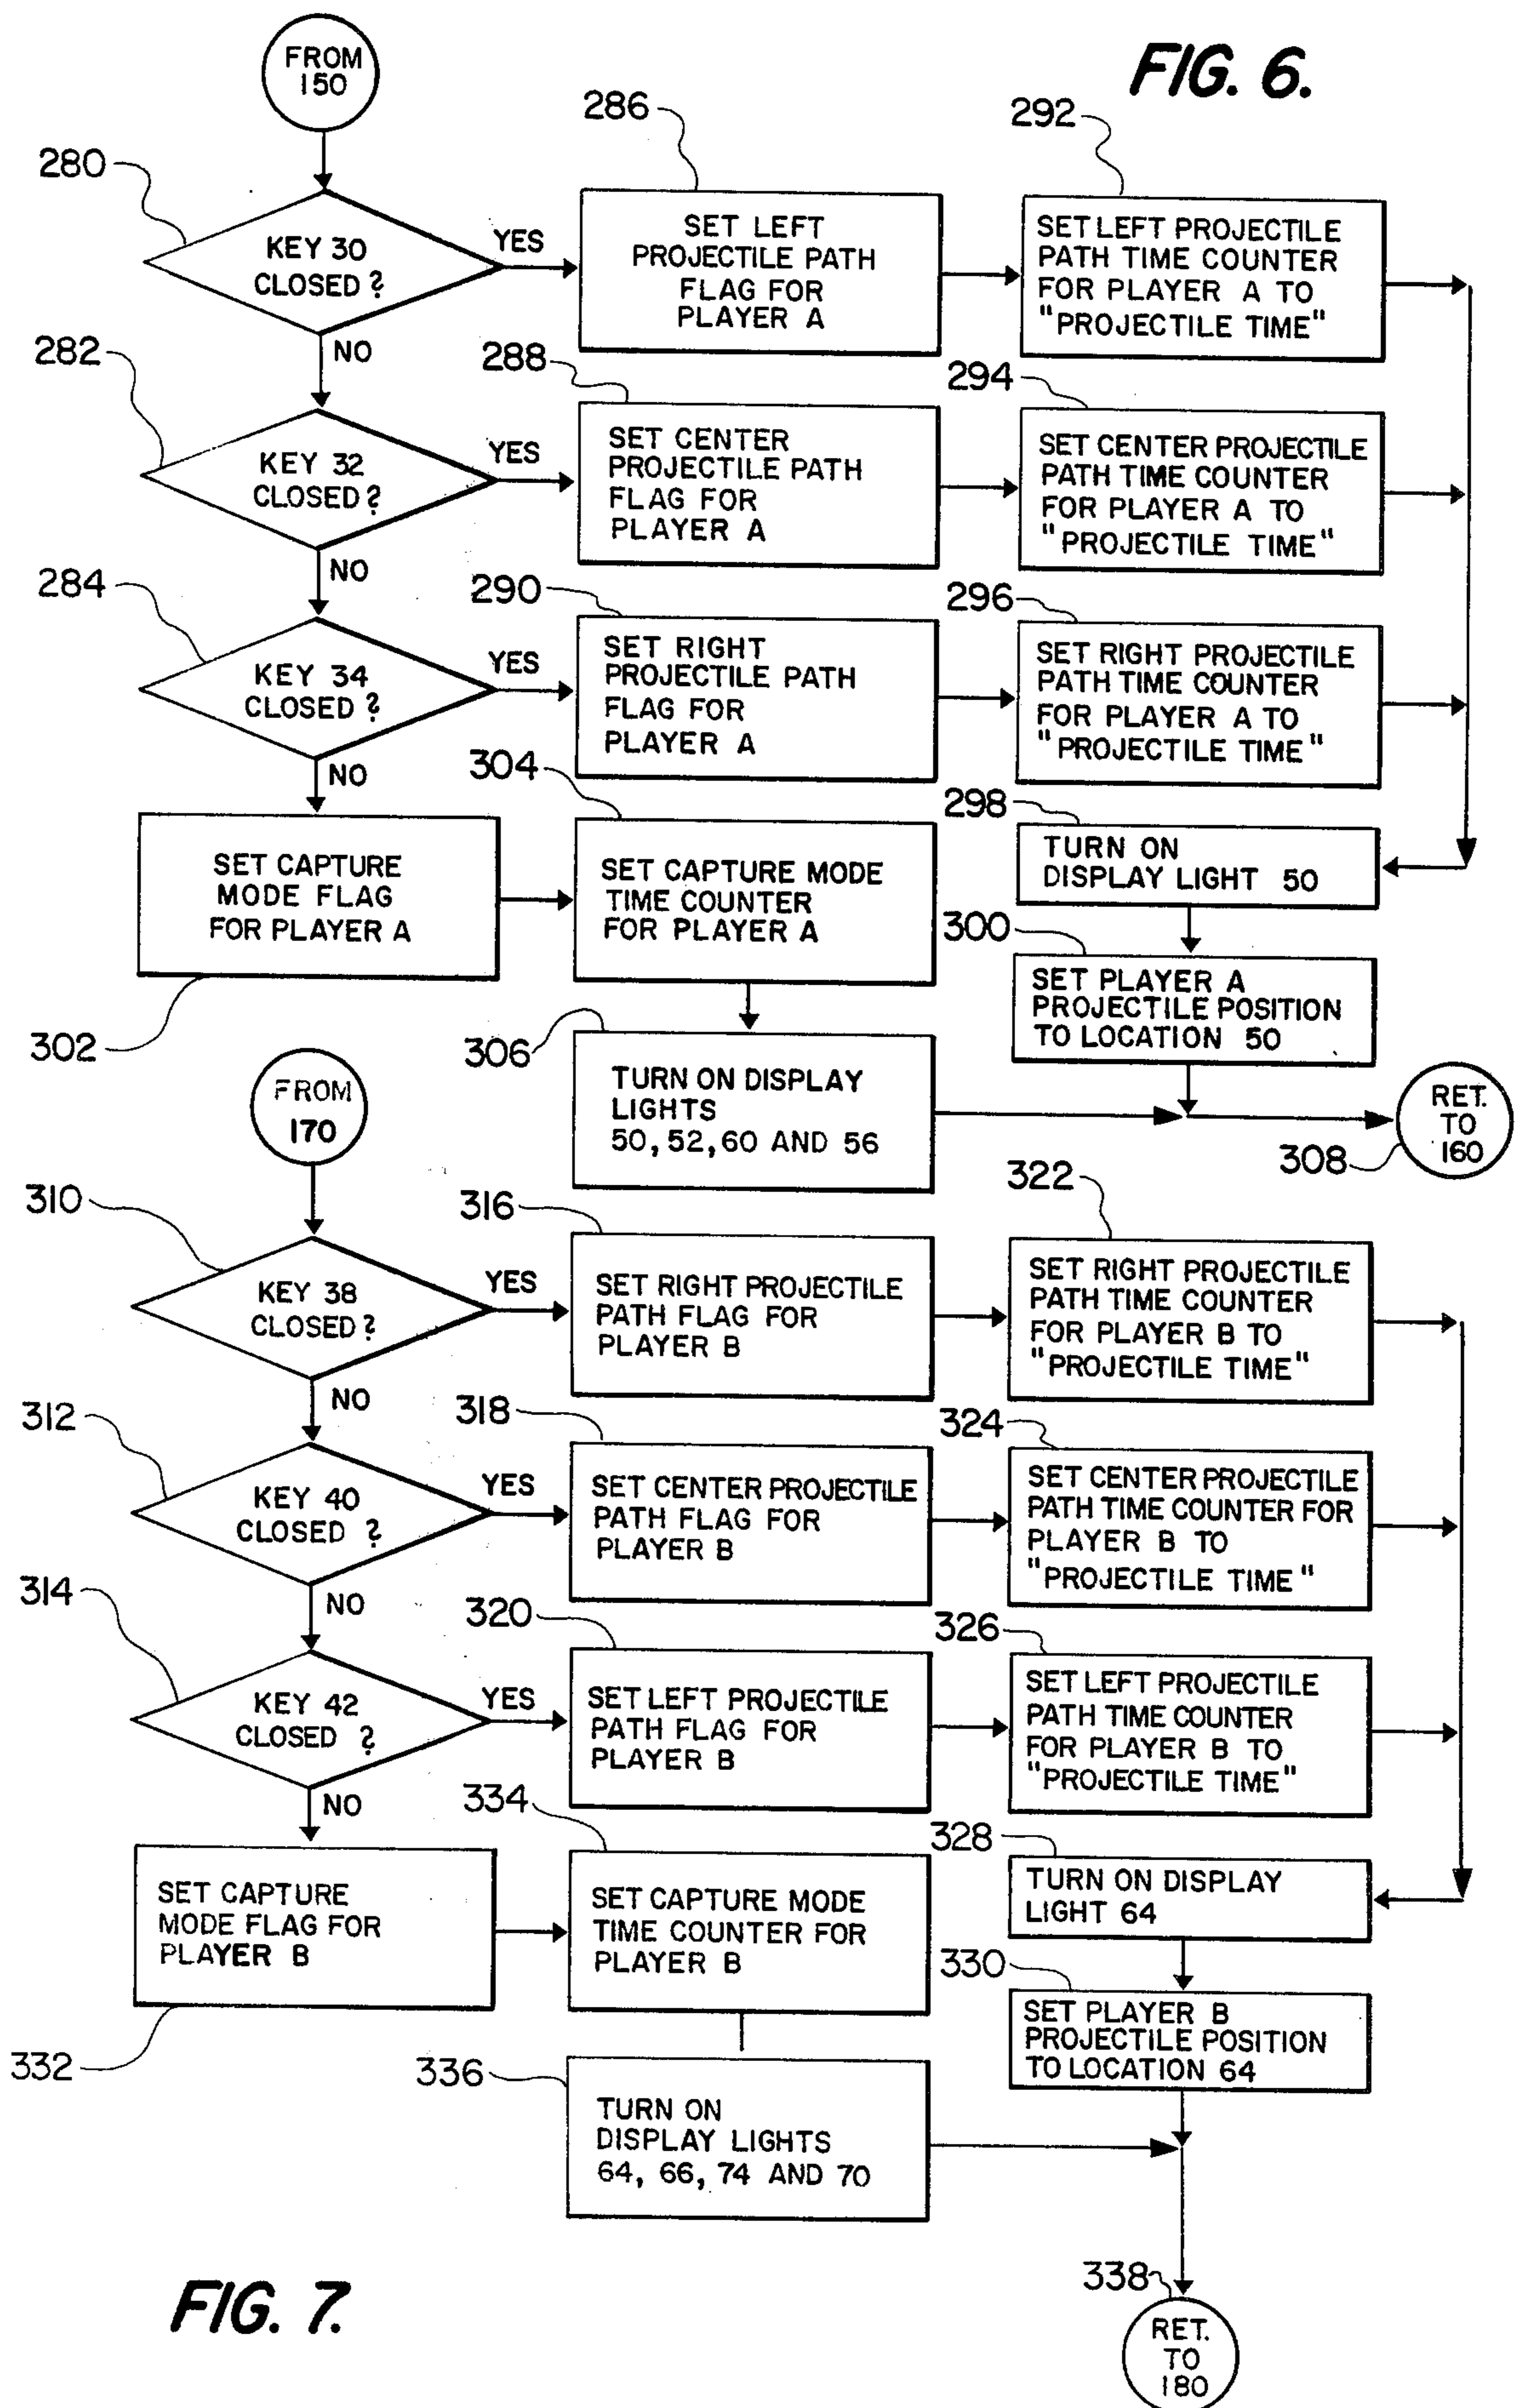 FIG. 6.
FROM
150
280
KEY 30
CLOSED?
YES
NO
286
SET LEFT
PROJECTILE PATH
FLAG FOR
PLAYER A
292
SET LEFT PROJECTILE
PATH TIME COUNTER
FOR PLAYER A TO
"PROJECTILE TIME"
282
KEY 32
CLOSED?
YES
NO
288
SET CENTER
PROJECTILE PATH
FLAG FOR
PLAYER A
294
SET CENTER PROJECTILE
PATH TIME COUNTER
FOR PLAYER A TO
"PROJECTILE TIME"
284
KEY 34
CLOSED?
YES
NO
290
SET RIGHT
PROJECTILE PATH
FLAG FOR
PLAYER A
296
SET RIGHT PROJECTILE
PATH TIME COUNTER
FOR PLAYER A TO
"PROJECTILE TIME"
302
SET CAPTURE
MODE FLAG
FOR PLAYER A
304
SET CAPTURE MODE
TIME COUNTER
FOR PLAYER A
298
TURN ON
DISPLAY LIGHT 50
300
SET PLAYER A
PROJECTILE POSITION
TO LOCATION 50
306
TURN ON DISPLAY
LIGHTS
50, 52, 60 AND 56
RET.
TO
160
308
FROM
170
310
KEY 38
CLOSED?
YES
NO
316
SET RIGHT PROJECTILE
PATH FLAG FOR
PLAYER B
322
SET RIGHT PROJECTILE
PATH TIME COUNTER
FOR PLAYER B TO
"PROJECTILE TIME"
312
KEY 40
CLOSED ?
YES
NO
318
SET CENTER PROJECTILE
PATH FLAG FOR
PLAYER B
324
SET CENTER PROJECTILE
PATH TIME COUNTER FOR
PLAYER B TO
"PROJECTILE TIME"
314
KEY 42
CLOSED ?
YES
NO
320
SET LEFT PROJECTILE
PATH FLAG FOR
PLAYER B
326
SET LEFT PROJECTILE
PATH TIME COUNTER
FOR PLAYER B TO
"PROJECTILE TIME"
332
SET CAPTURE
MODE FLAG FOR
PLAYER B
334
SET CAPTURE MODE
TIME COUNTER FOR
PLAYER B
328
TURN ON DISPLAY
LIGHT 64
330
SET PLAYER B
PROJECTILE POSITION
TO LOCATION 64
336
TURN ON
DISPLAY LIGHTS
64, 66, 74 AND 70
338
RET.
TO
180
FIG. 7.